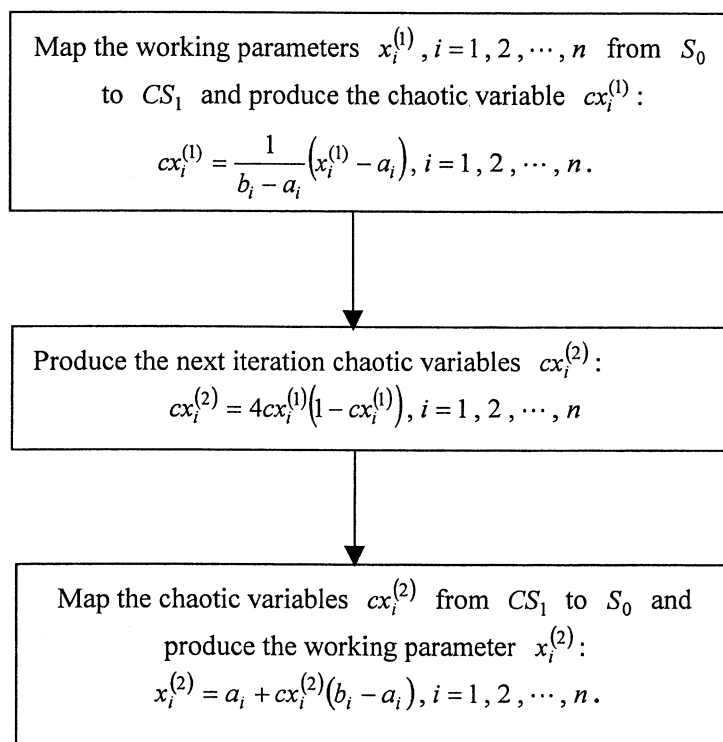 Map the working parameters x_i^{(1)}, i = 1, 2, ⋯, n from S_0
to CS_1 and produce the chaotic variable cx_i^{(1)}:
cx_i^{(1)} = \frac{1}{b_i − a_i}(x_i^{(1)} − a_i), i = 1, 2, ⋯, n.
Produce the next iteration chaotic variables cx_i^{(2)}:
cx_i^{(2)} = 4cx_i^{(1)}(1 − cx_i^{(1)}), i = 1, 2, ⋯, n
Map the chaotic variables cx_i^{(2)} from CS_1 to S_0 and
produce the working parameter x_i^{(2)}:
x_i^{(2)} = a_i + cx_i^{(2)}(b_i − a_i), i = 1, 2, ⋯, n.